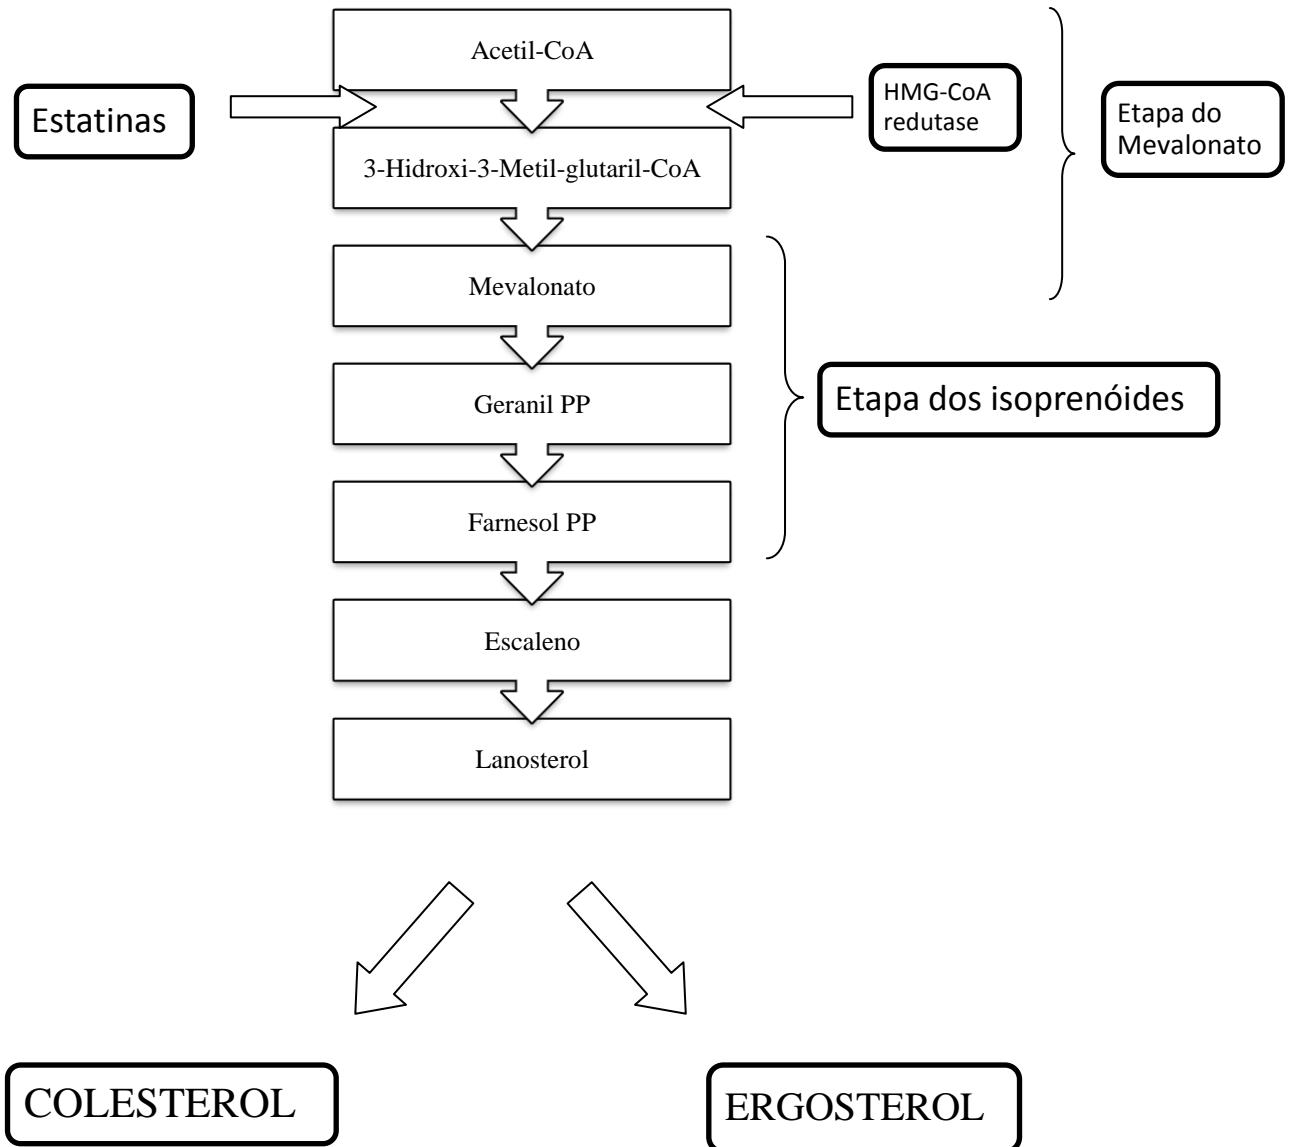 Acetil-CoA
Estatinas
HMG-CoA
redutase
Etapa do
Mevalonato
3-Hidroxi-3-Metil-glutaril-CoA
Mevalonato
Geranil PP
Etapa dos isoprenóides
Farnesol PP
Escaleno
Lanosterol
COLESTEROL
ERGOSTEROL